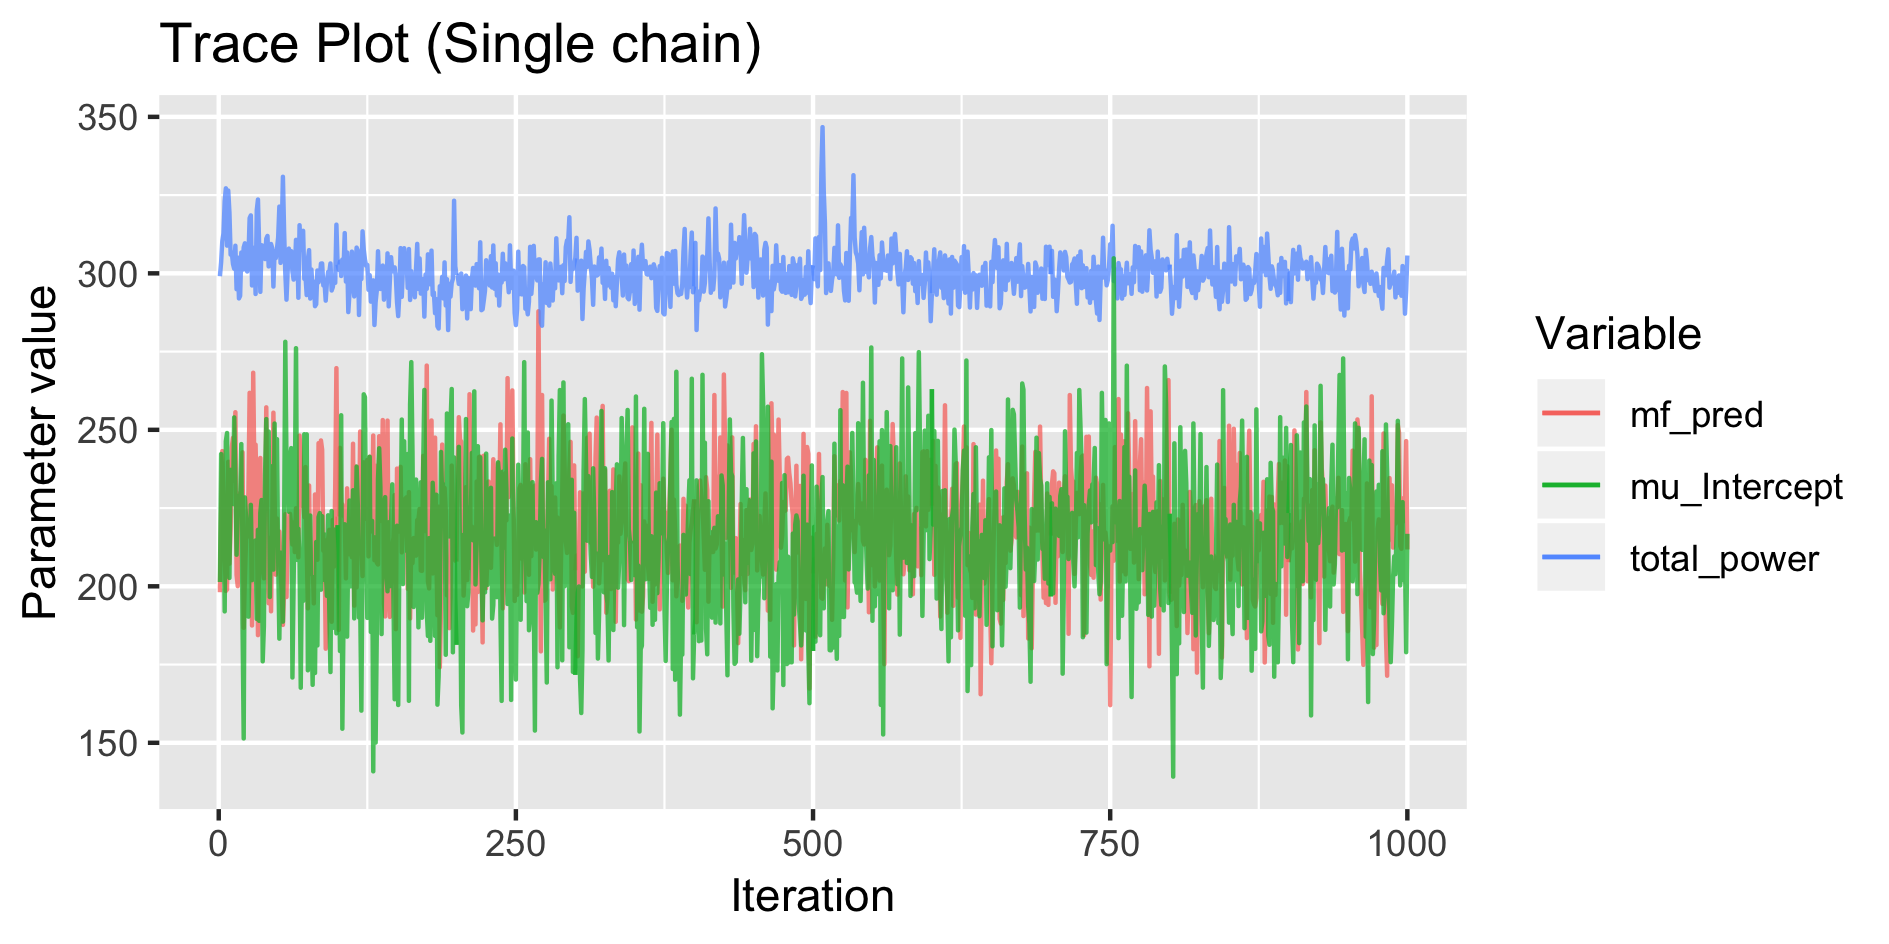 Trace Plot (Single chain)
Parameter value
350
300
250
200
150
0 250 500 750 1000
Iteration
Variable
mf_pred
mu_Intercept
total_power